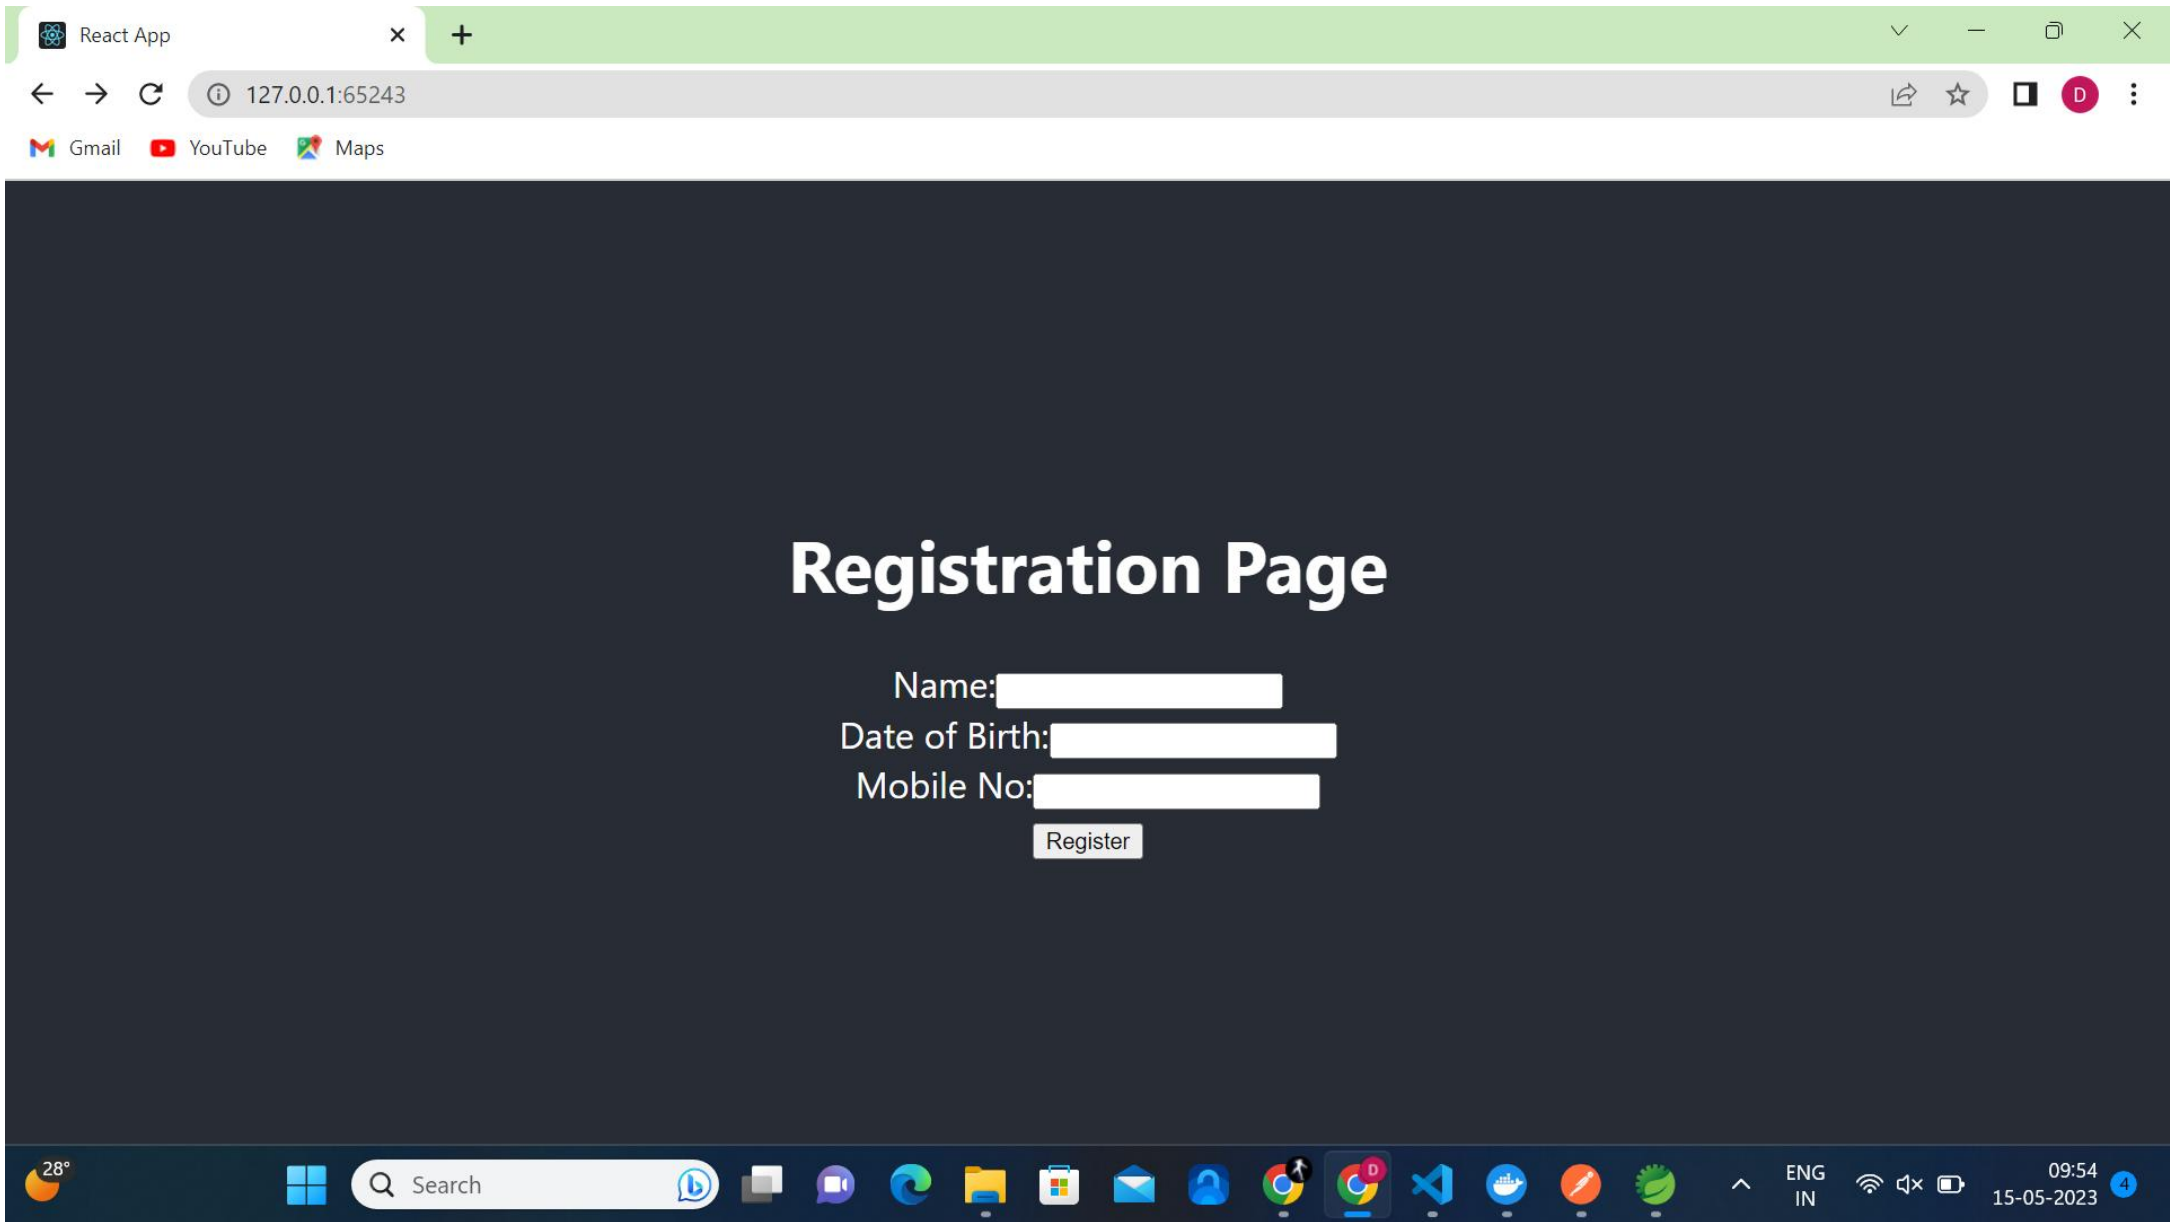 React App
127.0.0.1:65243
D
Gmail YouTube Maps
Registration Page
Name:
Date of Birth:
Mobile No:
Register
28°
Search
D
ENG
IN
09:54
15-05-2023
4